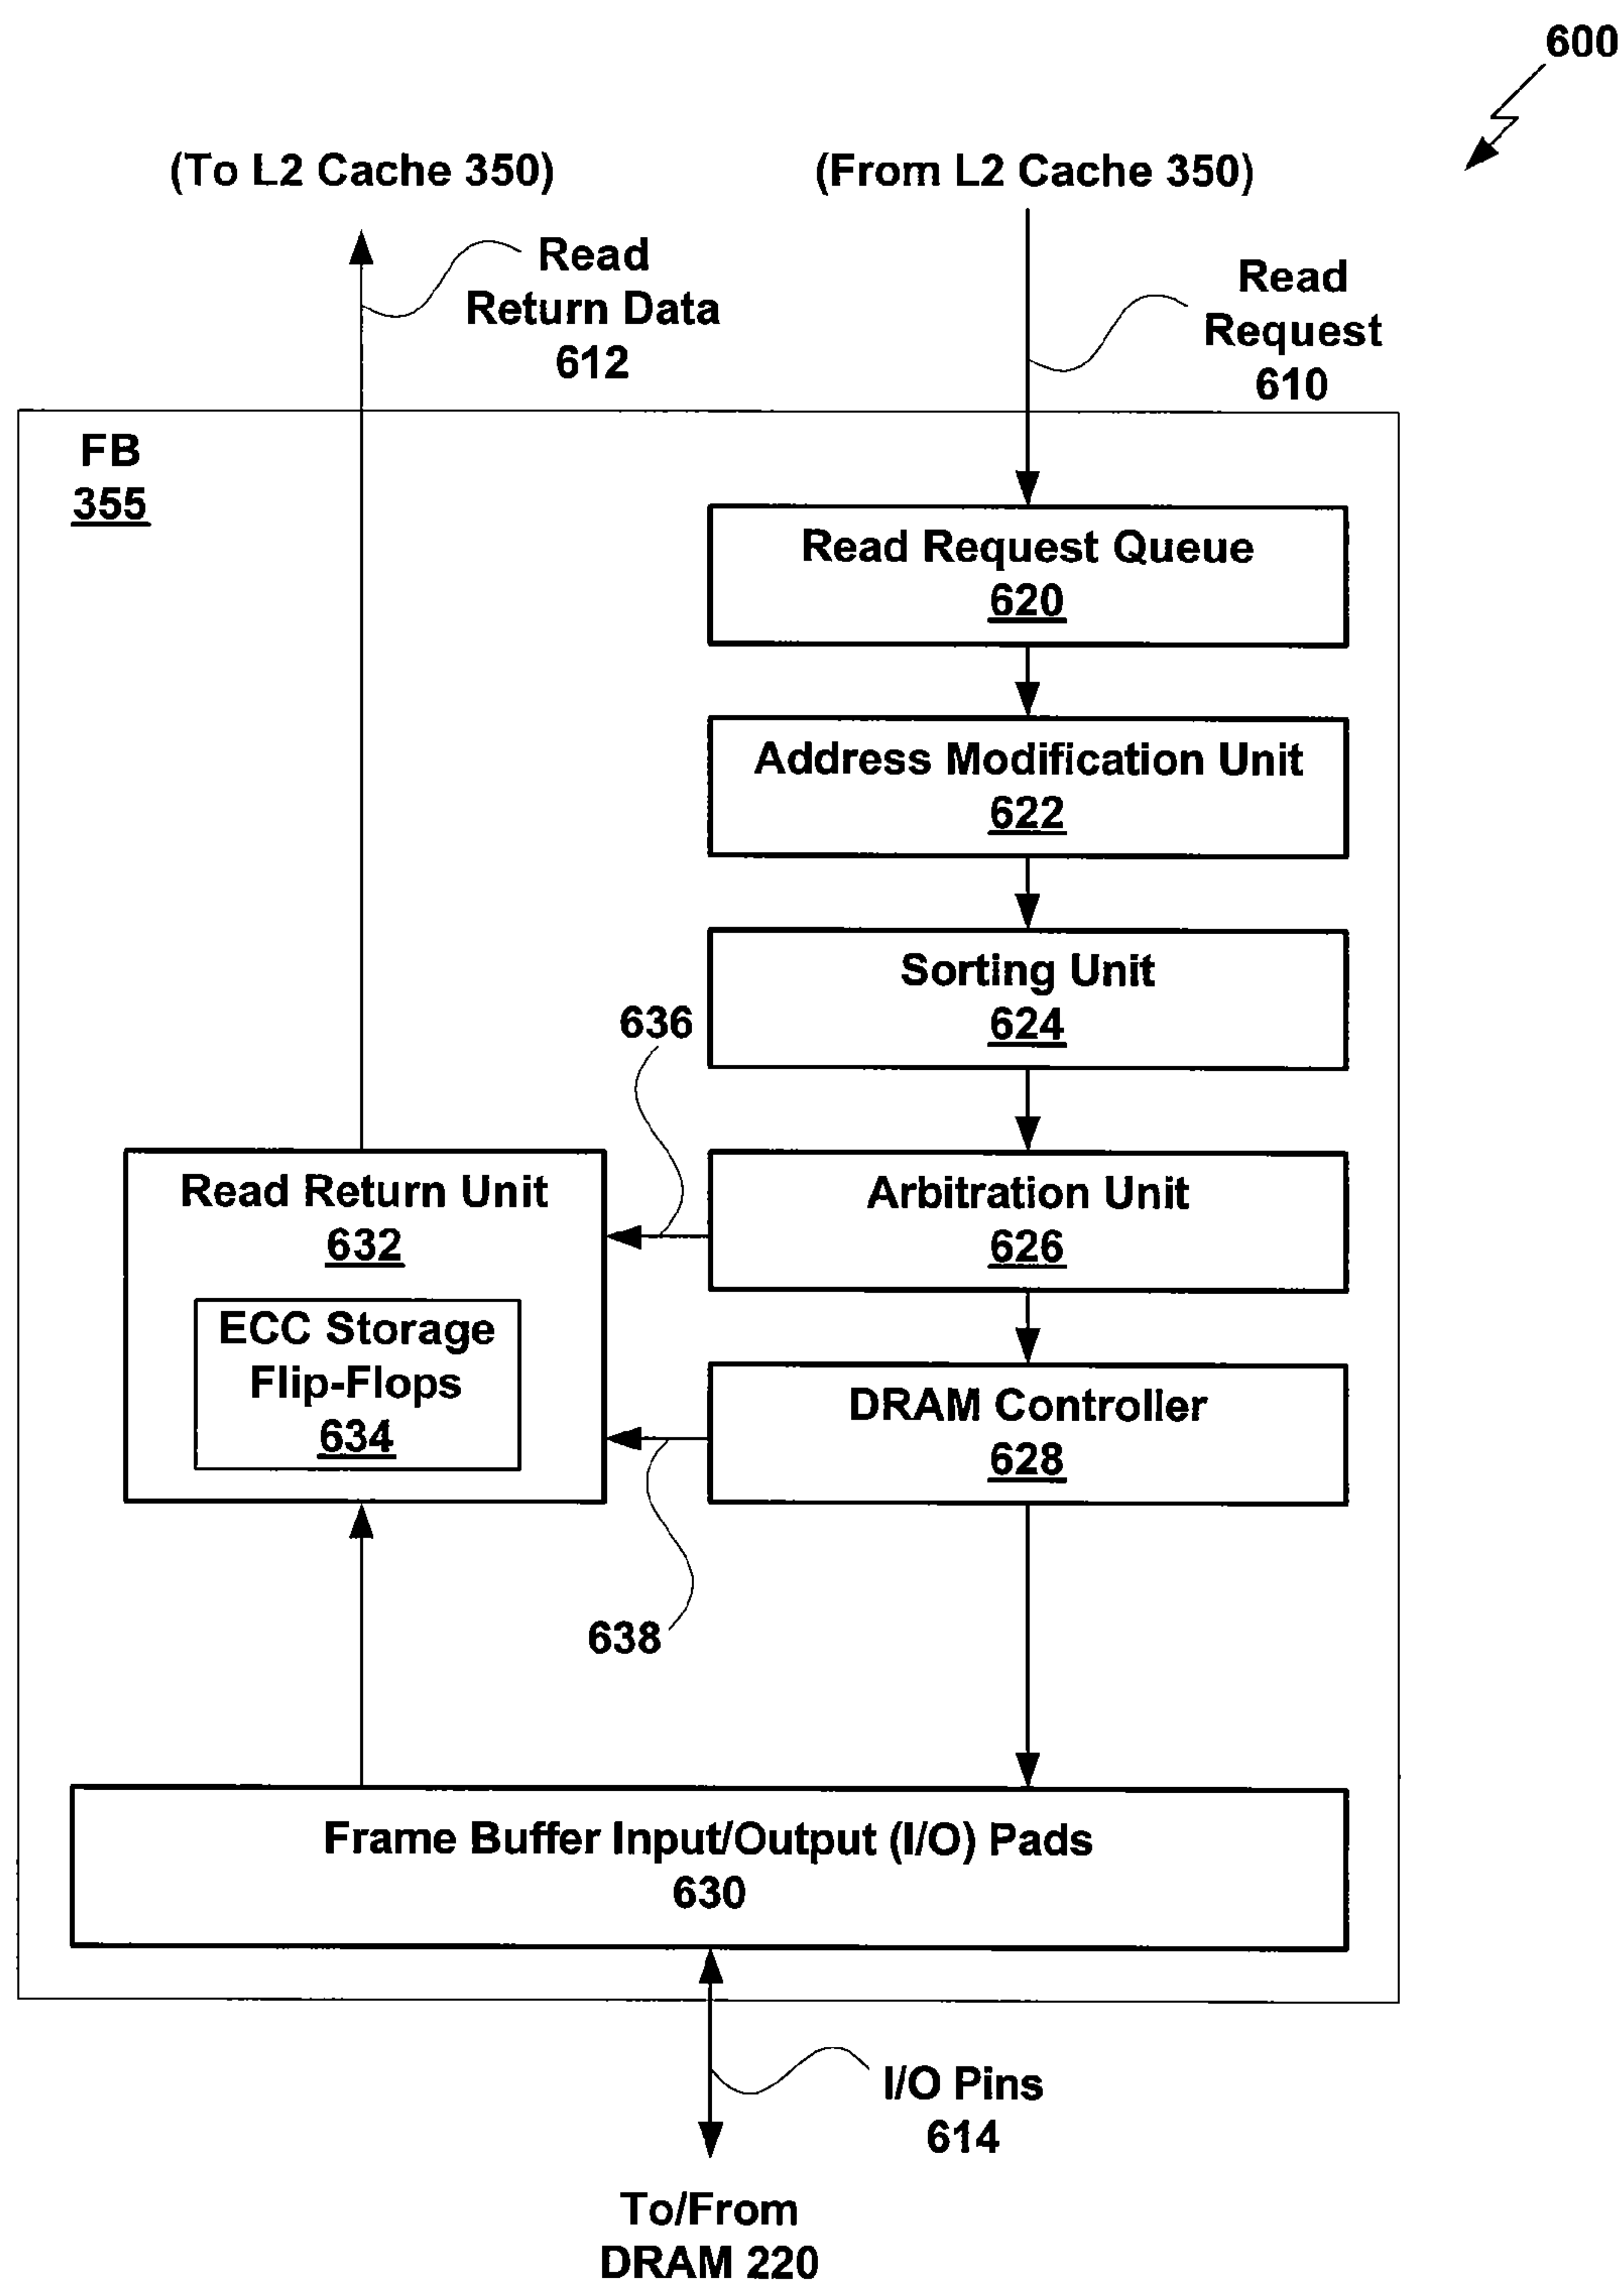 600
(To L2 Cache 350)
(From L2 Cache 350)
Read
Return Data
612
Read
Request
610
FB
355
Read Request Queue
620
Address Modification Unit
622
Sorting Unit
624
636
Read Return Unit
632
Arbitration Unit
626
ECC Storage
Flip-Flops
634
DRAM Controller
628
638
Frame Buffer Input/Output (I/O) Pads
630
I/O Pins
614
To/From
DRAM 220